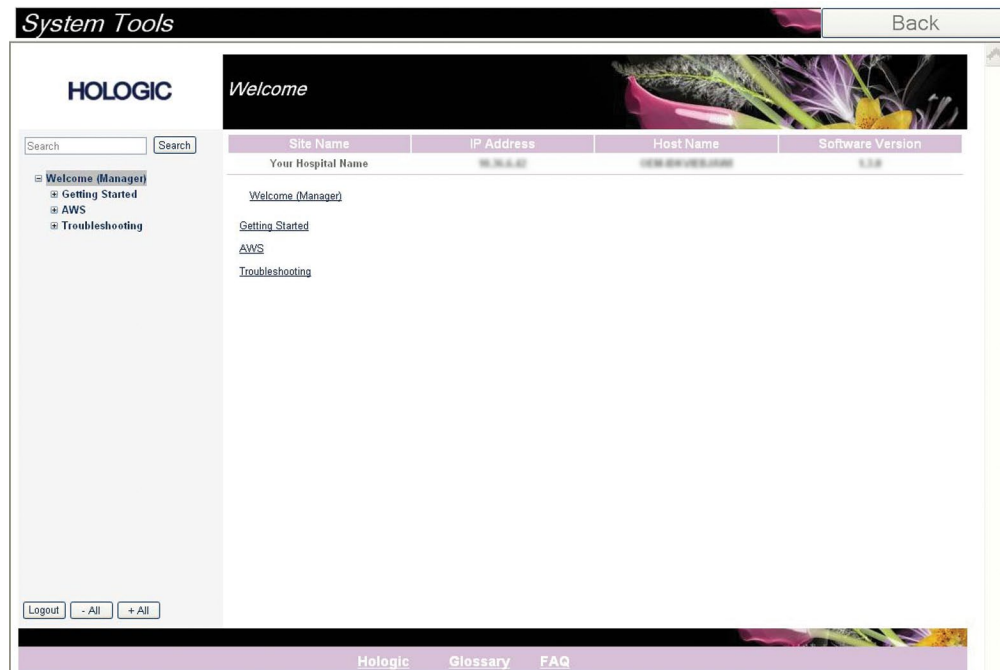 System Tools
Back
HOLOGIC
Welcome
Search Search
Site Name IP Address Host Name Software Version
Your Hospital Name
Welcome (Manager)
Getting Started
AWS
Troubleshooting
Welcome (Manager)
Getting Started
AWS
Troubleshooting
Logout - All + All
Hologic Glossary FAQ